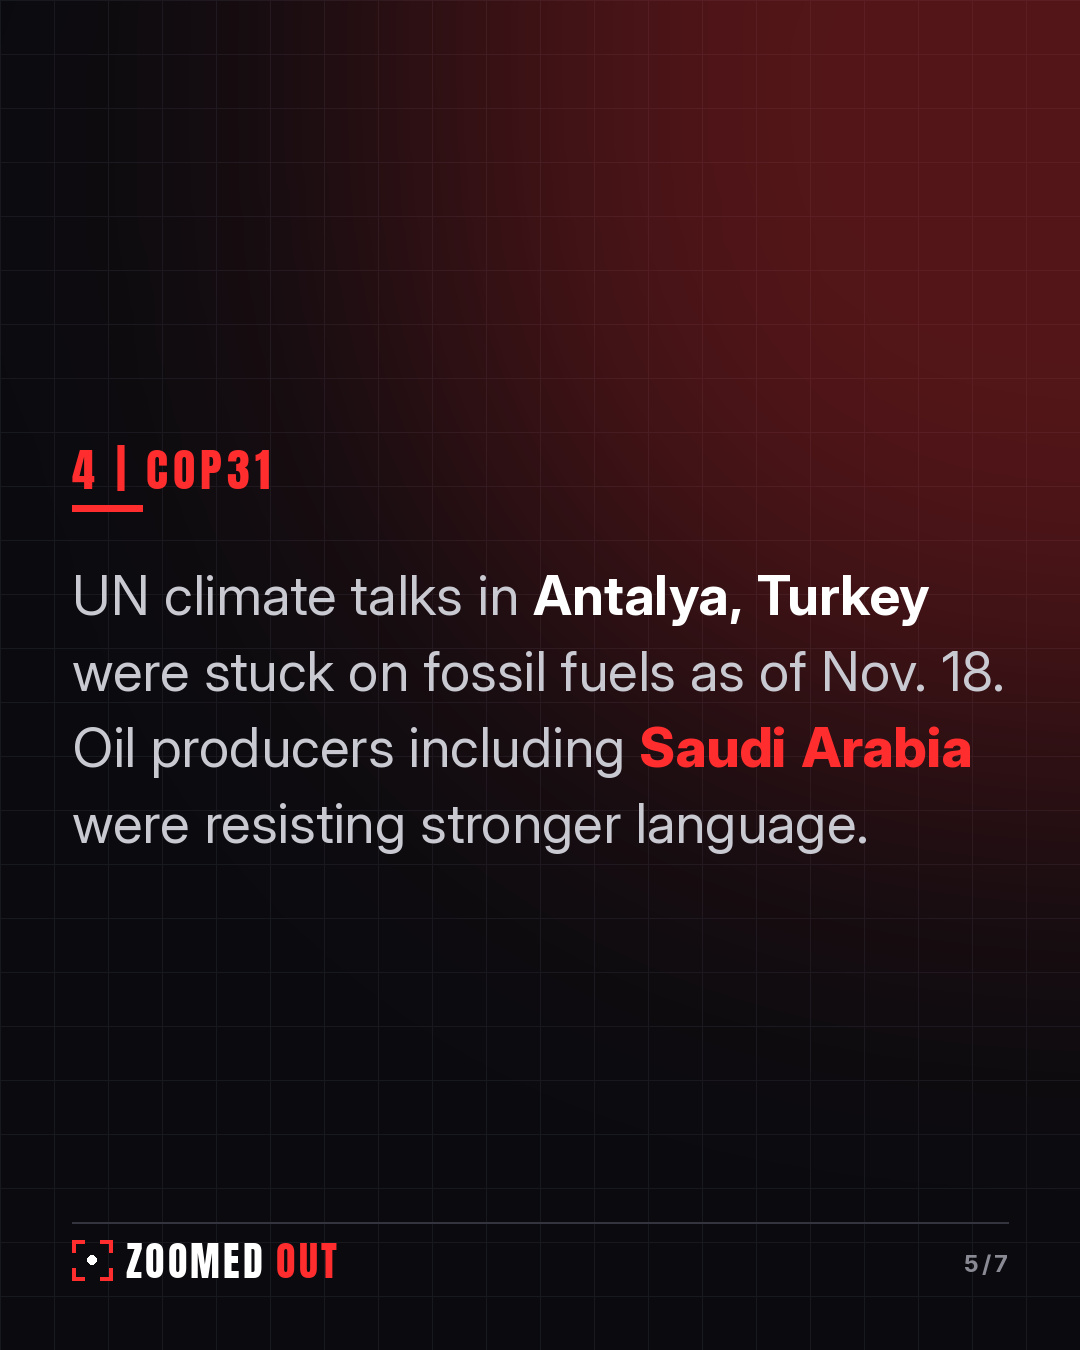 4 | COP31
UN climate talks in Antalya, Turkey
were stuck on fossil fuels as of Nov. 18.
Oil producers including Saudi Arabia
were resisting stronger language.
ZOOMED OUT
5/7